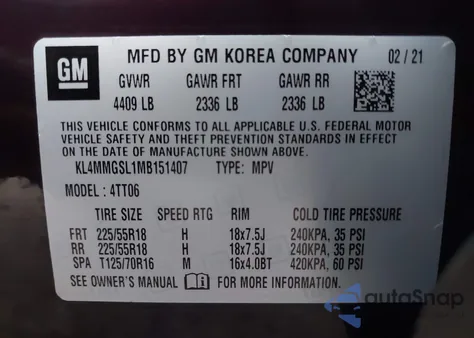 GM
MFD BY GM KOREA COMPANY 02 / 21
GVWR GAWR FRT GAWR RR
4409 LB 2336 LB 2336 LB
THIS VEHICLE CONFORMS TO ALL APPLICABLE U.S. FEDERAL MOTOR
VEHICLE SAFETY AND THEFT PREVENTION STANDARDS IN EFFECT
ON THE DATE OF MANUFACTURE SHOWN ABOVE.
KL4MMGSL1MB151407 TYPE: MPV
MODEL : 4TT06
TIRE SIZE SPEED RTG RIM COLD TIRE PRESSURE
FRT 225/55R18 H 18x7.5J 240KPA, 35 PSI
RR 225/55R18 H 18x7.5J 240KPA, 35 PSI
SPA T125/70R16 M 16x4.0BT 420KPA, 60 PSI
SEE OWNER'S MANUAL FOR MORE INFORMATION
autoSnap